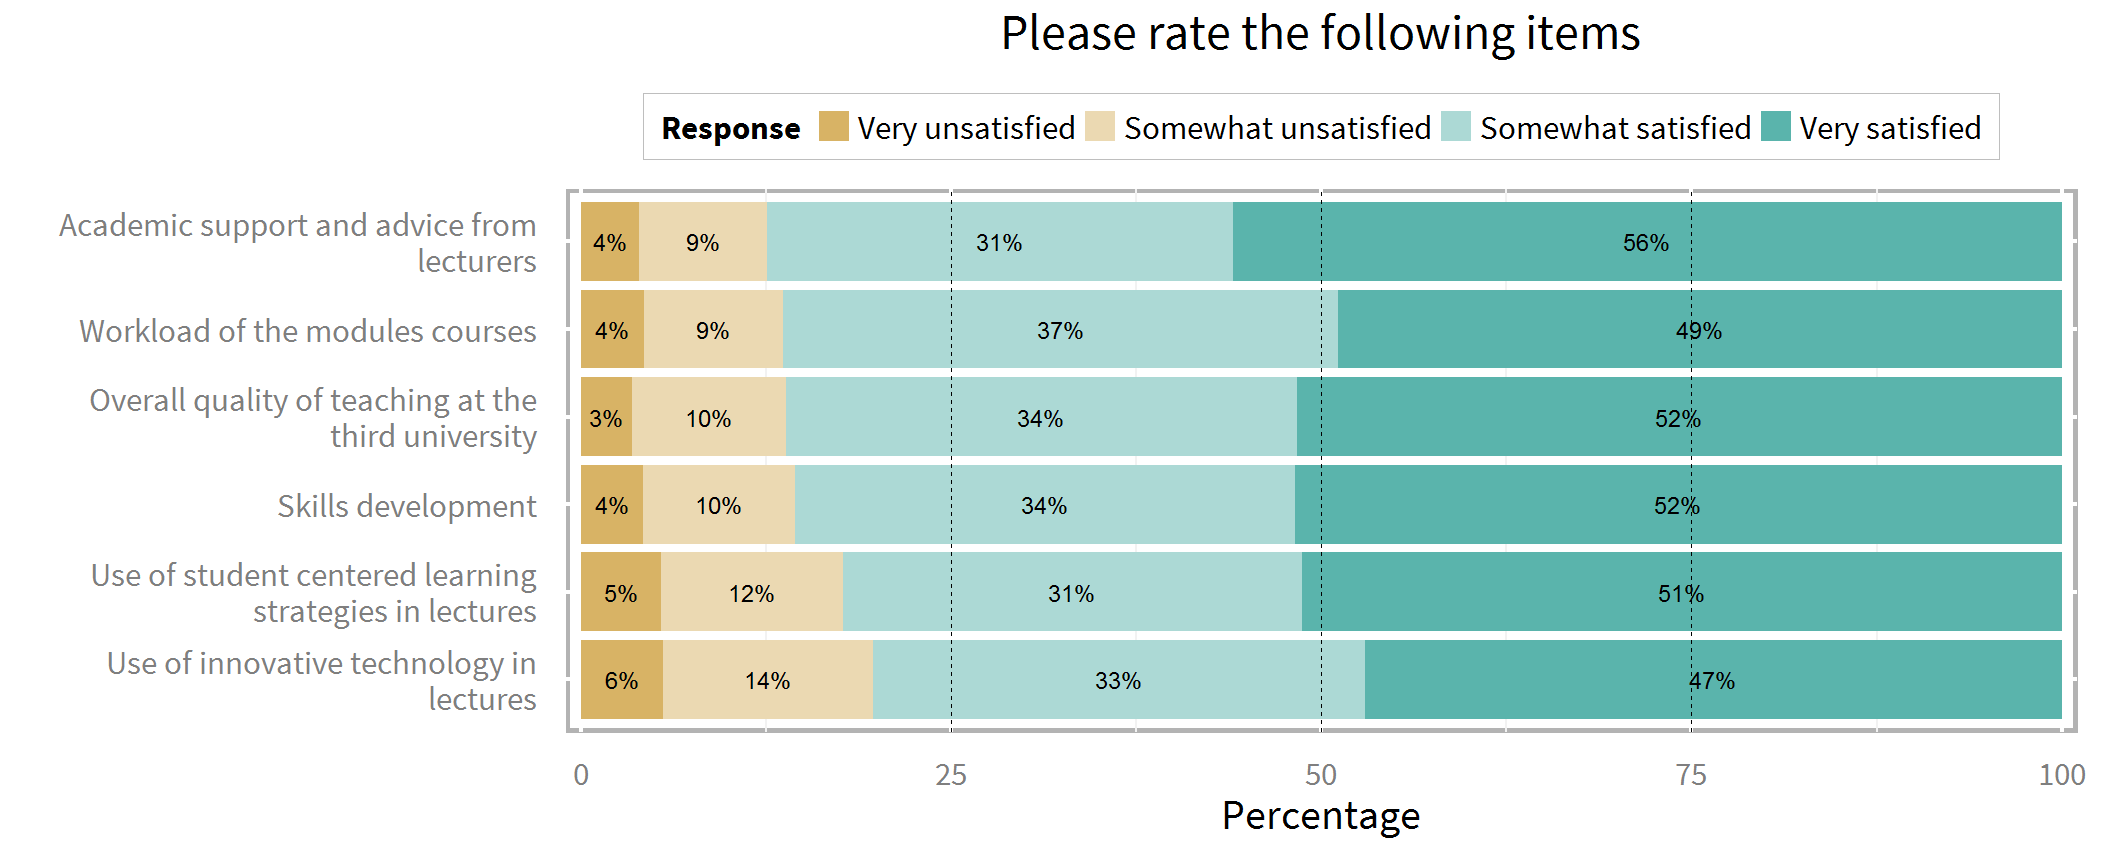 Please rate the following items
Response Very unsatisfied Somewhat unsatisfied Somewhat satisfied Very satisfied
Academic support and advice from
lecturers
4% 9% 31% 56%
Workload of the modules courses
4% 9% 37% 49%
Overall quality of teaching at the
third university
3% 10% 34% 52%
Skills development
4% 10% 34% 52%
Use of student centered learning
strategies in lectures
5% 12% 31% 51%
Use of innovative technology in
lectures
6% 14% 33% 47%
0 25 50 75 100
Percentage